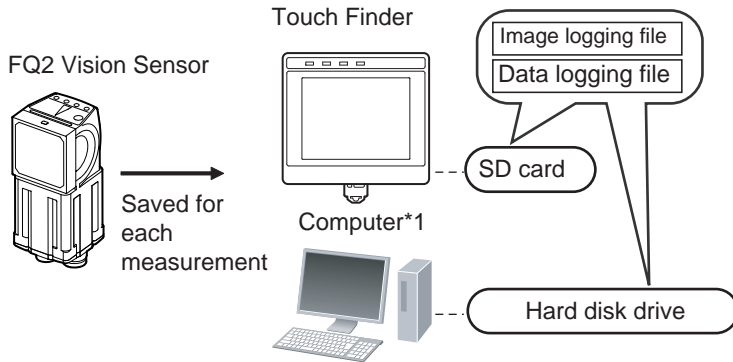 Touch Finder
Image logging file
Data logging file
FQ2 Vision Sensor
SD card
Saved for
each
measurement
Computer*1
Hard disk drive